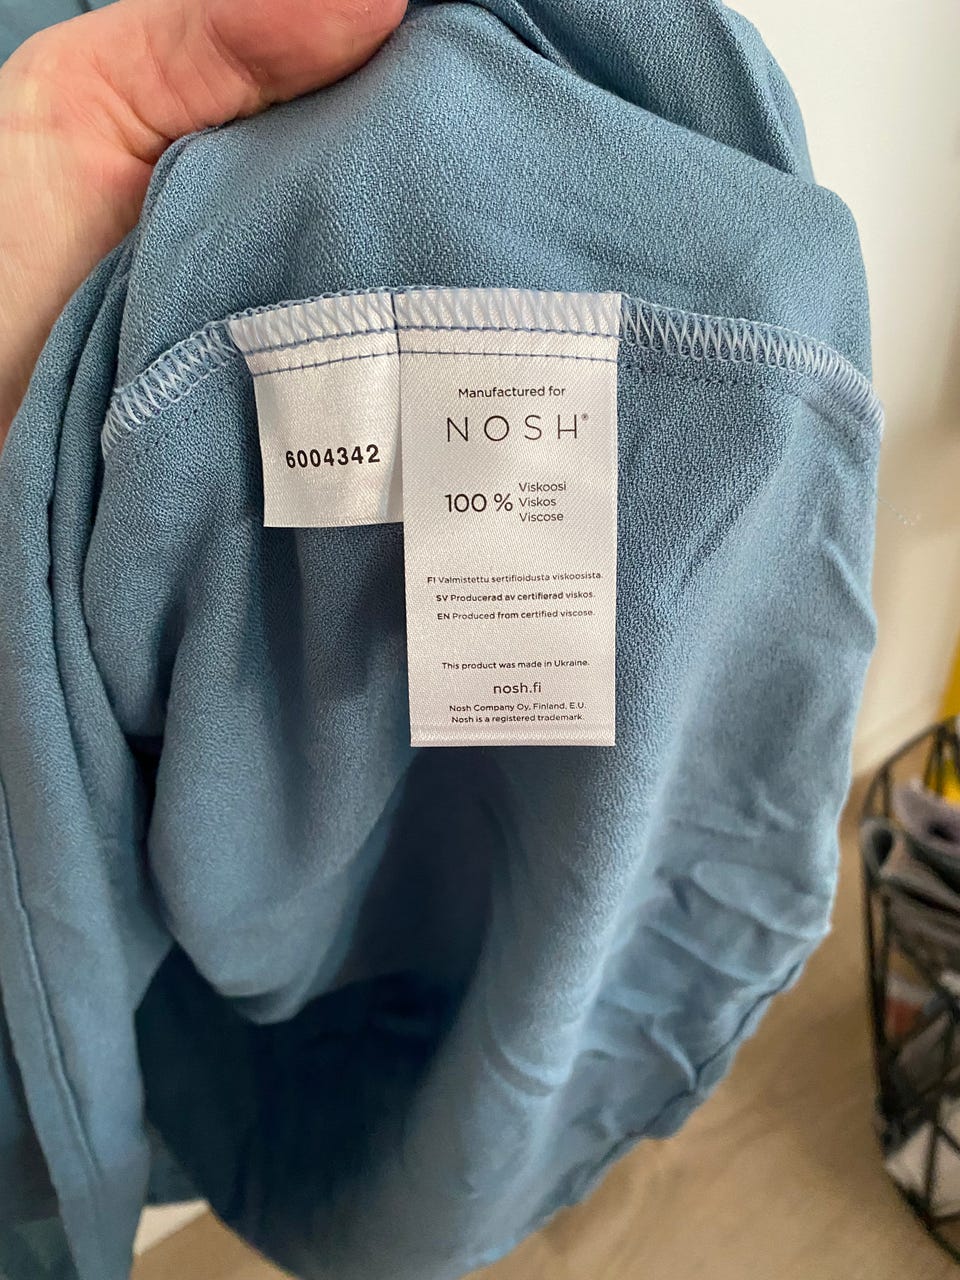 6004342
Manufactured for
NOSH®
100 % Viskoosi
Viskos
Viscose
FI Valmistettu sertifioidusta viskoosista.
SV Producerad av certifierad viskos.
EN Produced from certified viscose.
This product was made in Ukraine.
nosh.fi
Nosh Company Oy, Finland, E.U.
Nosh is a registered trademark.